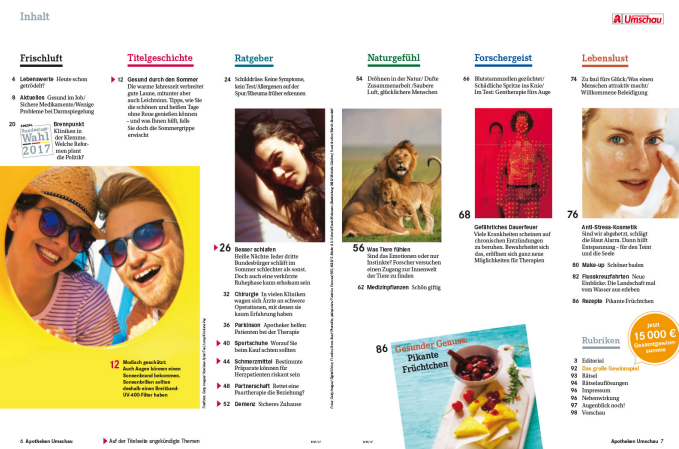 Inhalt
A Umschau
Frischluft
4 Lebenswerte Heute schon
getrödelt?
8 Aktuelles Gesund im Job/
Sichere Medikamente/Wenige
Probleme bei Darmspiegelung
20 Bundestags-
Wahl
2017
Brennpunkt
Kliniken in
der Klemme.
Welche Refor-
men plant
die Politik?
Titelgeschichte
12 Gesund durch den Sommer
Die warme Jahreszeit verbreitet
gute Laune, mitunter aber
auch Leichtsinn. Tipps, wie Sie
die schönen und heißen Tage
ohne Reue genießen können
– und was Ihnen hilft, falls
Sie doch die Sommergrippe
erwischt
12 Modisch geschützt:
Auch Augen können einen
Sonnenbrand bekommen.
Sonnenbrillen sollten
deshalb einen Breitband-
UV-400-Filter haben
Ratgeber
24 Schilddrüse: Keine Symptome,
kein Test/Allergenen auf der
Spur/Rheuma früher erkennen
26 Besser schlafen
Heiße Nächte: Jeder dritte
Bundesbürger schläft im
Sommer schlechter als sonst.
Doch auch eine verkürzte
Ruhephase kann erholsam sein
32 Chirurgie In vielen Kliniken
wagen sich Ärzte an schwere
Operationen, mit denen sie
kaum Erfahrung haben
36 Parkinson Apotheker helfen
Patienten bei der Therapie
40 Sportschuhe Worauf Sie
beim Kauf achten sollten
44 Schmerzmittel Bestimmte
Präparate können für
Herzpatienten riskant sein
48 Partnerschaft Rettet eine
Paartherapie die Beziehung?
52 Demenz Sicheres Zuhause
Naturgefühl
54 Dröhnen in der Natur/ Dufte
Zusammenarbeit /Saubere
Luft, glücklichere Menschen
56 Was Tiere fühlen
Sind das Emotionen oder nur
Instinkte? Forscher versuchen
einen Zugang zur Innenwelt
der Tiere zu finden
62 Medizinpflanzen Schön giftig
86 Gesunder Genuss:
Pikante
Früchtchen
Forschergeist
66 Blutstammzellen gezüchtet/
Schädliche Spritze ins Knie/
Im Test: Gentherapie fürs Auge
68 Gefährliches Dauerfeuer
Viele Krankheiten scheinen auf
chronischen Entzündungen
zu beruhen. Bewahrheitet sich
das, eröffnen sich ganz neue
Möglichkeiten für Therapien
Lebenslust
74 Zu faul fürs Glück/Was einen
Menschen attraktiv macht/
Willkommene Beleidigung
76 Anti-Stress-Kosmetik
Sind wir abgehetzt, schlägt
die Haut Alarm. Dann hilft
Entspannung – für den Teint
und die Seele
80 Make-up Schöner baden
82 Flusskreuzfahrten Neue
Einblicke: Die Landschaft mal
vom Wasser aus erleben
86 Rezepte Pikante Früchten
Rubriken
jetzt
15 000 €
Gesamtgewinn-
summe
3 Editorial
92 Das große Gewinnspiel
93 Rätsel
94 Rätsellösungen
96 Impressum
96 Nebenwirkung
97 Augenblick noch!
98 Vorschau
6 Apotheken Umschau
Auf der Titelseite angekündigte Themen
Apotheken Umschau 7